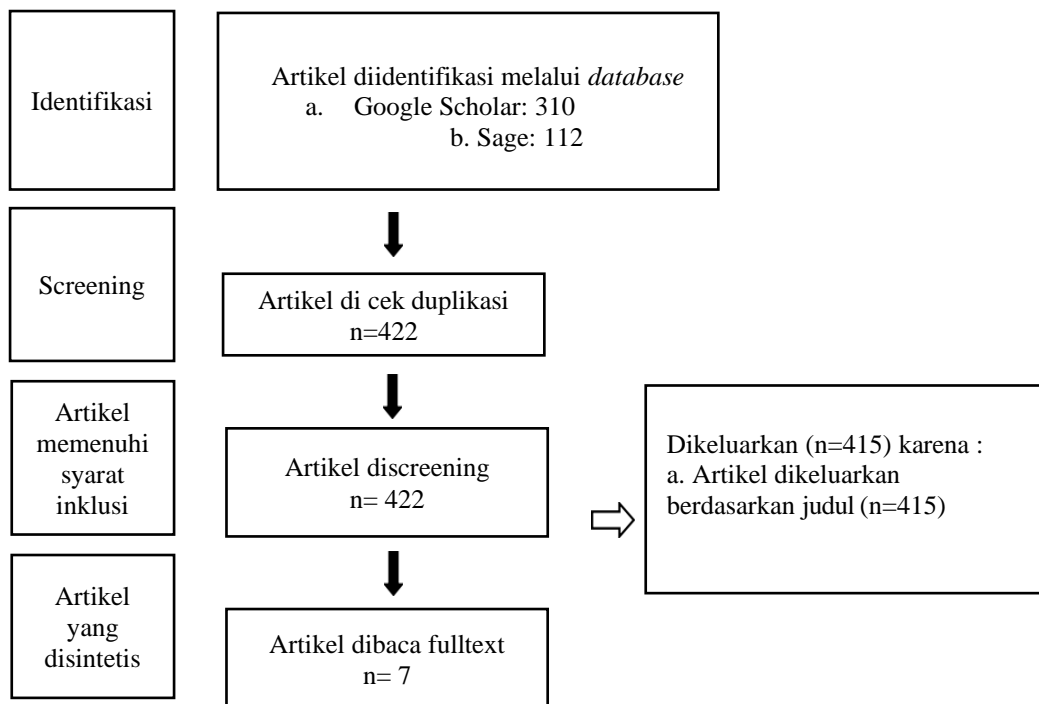 Identifikasi
Artikel diidentifikasi melalui database
a. Google Scholar: 310
b. Sage: 112
Screening
Artikel di cek duplikasi
n=422
Artikel
memenuhi
syarat
inklusi
Artikel discreening
n= 422
Dikeluarkan (n=415) karena :
a. Artikel dikeluarkan
berdasarkan judul (n=415)
Artikel
yang
disintetis
Artikel dibaca fulltext
n= 7